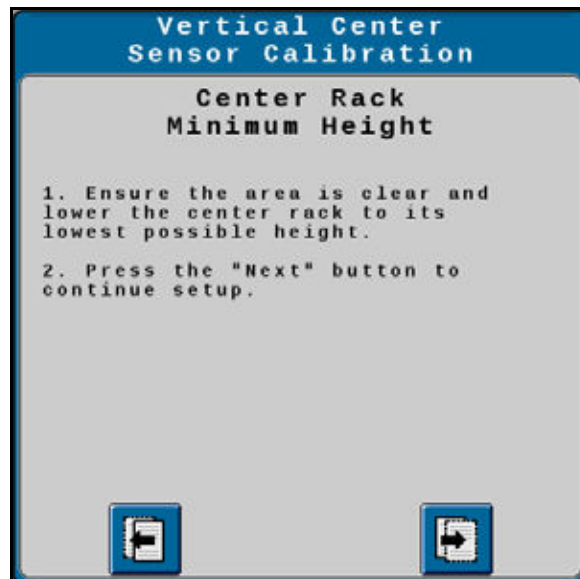 Vertical Center
Sensor Calibration
Center Rack
Minimum Height
1. Ensure the area is clear and
lower the center rack to its
lowest possible height.
2. Press the "Next" button to
continue setup.